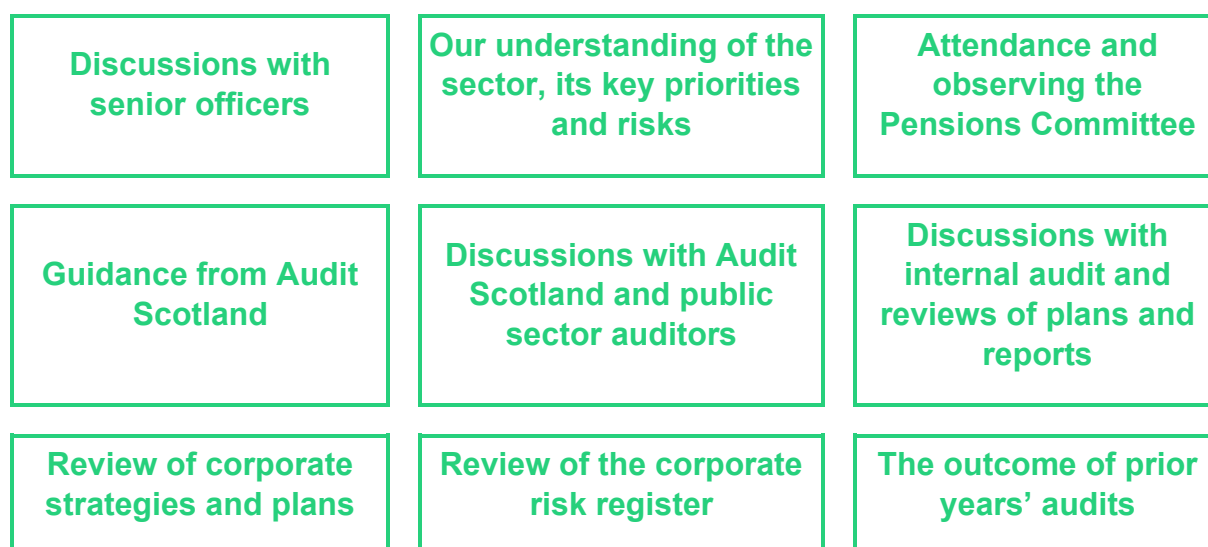 Discussions with
senior officers
Our understanding of the
sector, its key priorities
and risks
Attendance and
observing the
Pensions Committee
Guidance from Audit
Scotland
Discussions with Audit
Scotland and public
sector auditors
Discussions with
internal audit and
reviews of plans and
reports
Review of corporate
strategies and plans
Review of the corporate
risk register
The outcome of prior
years’ audits